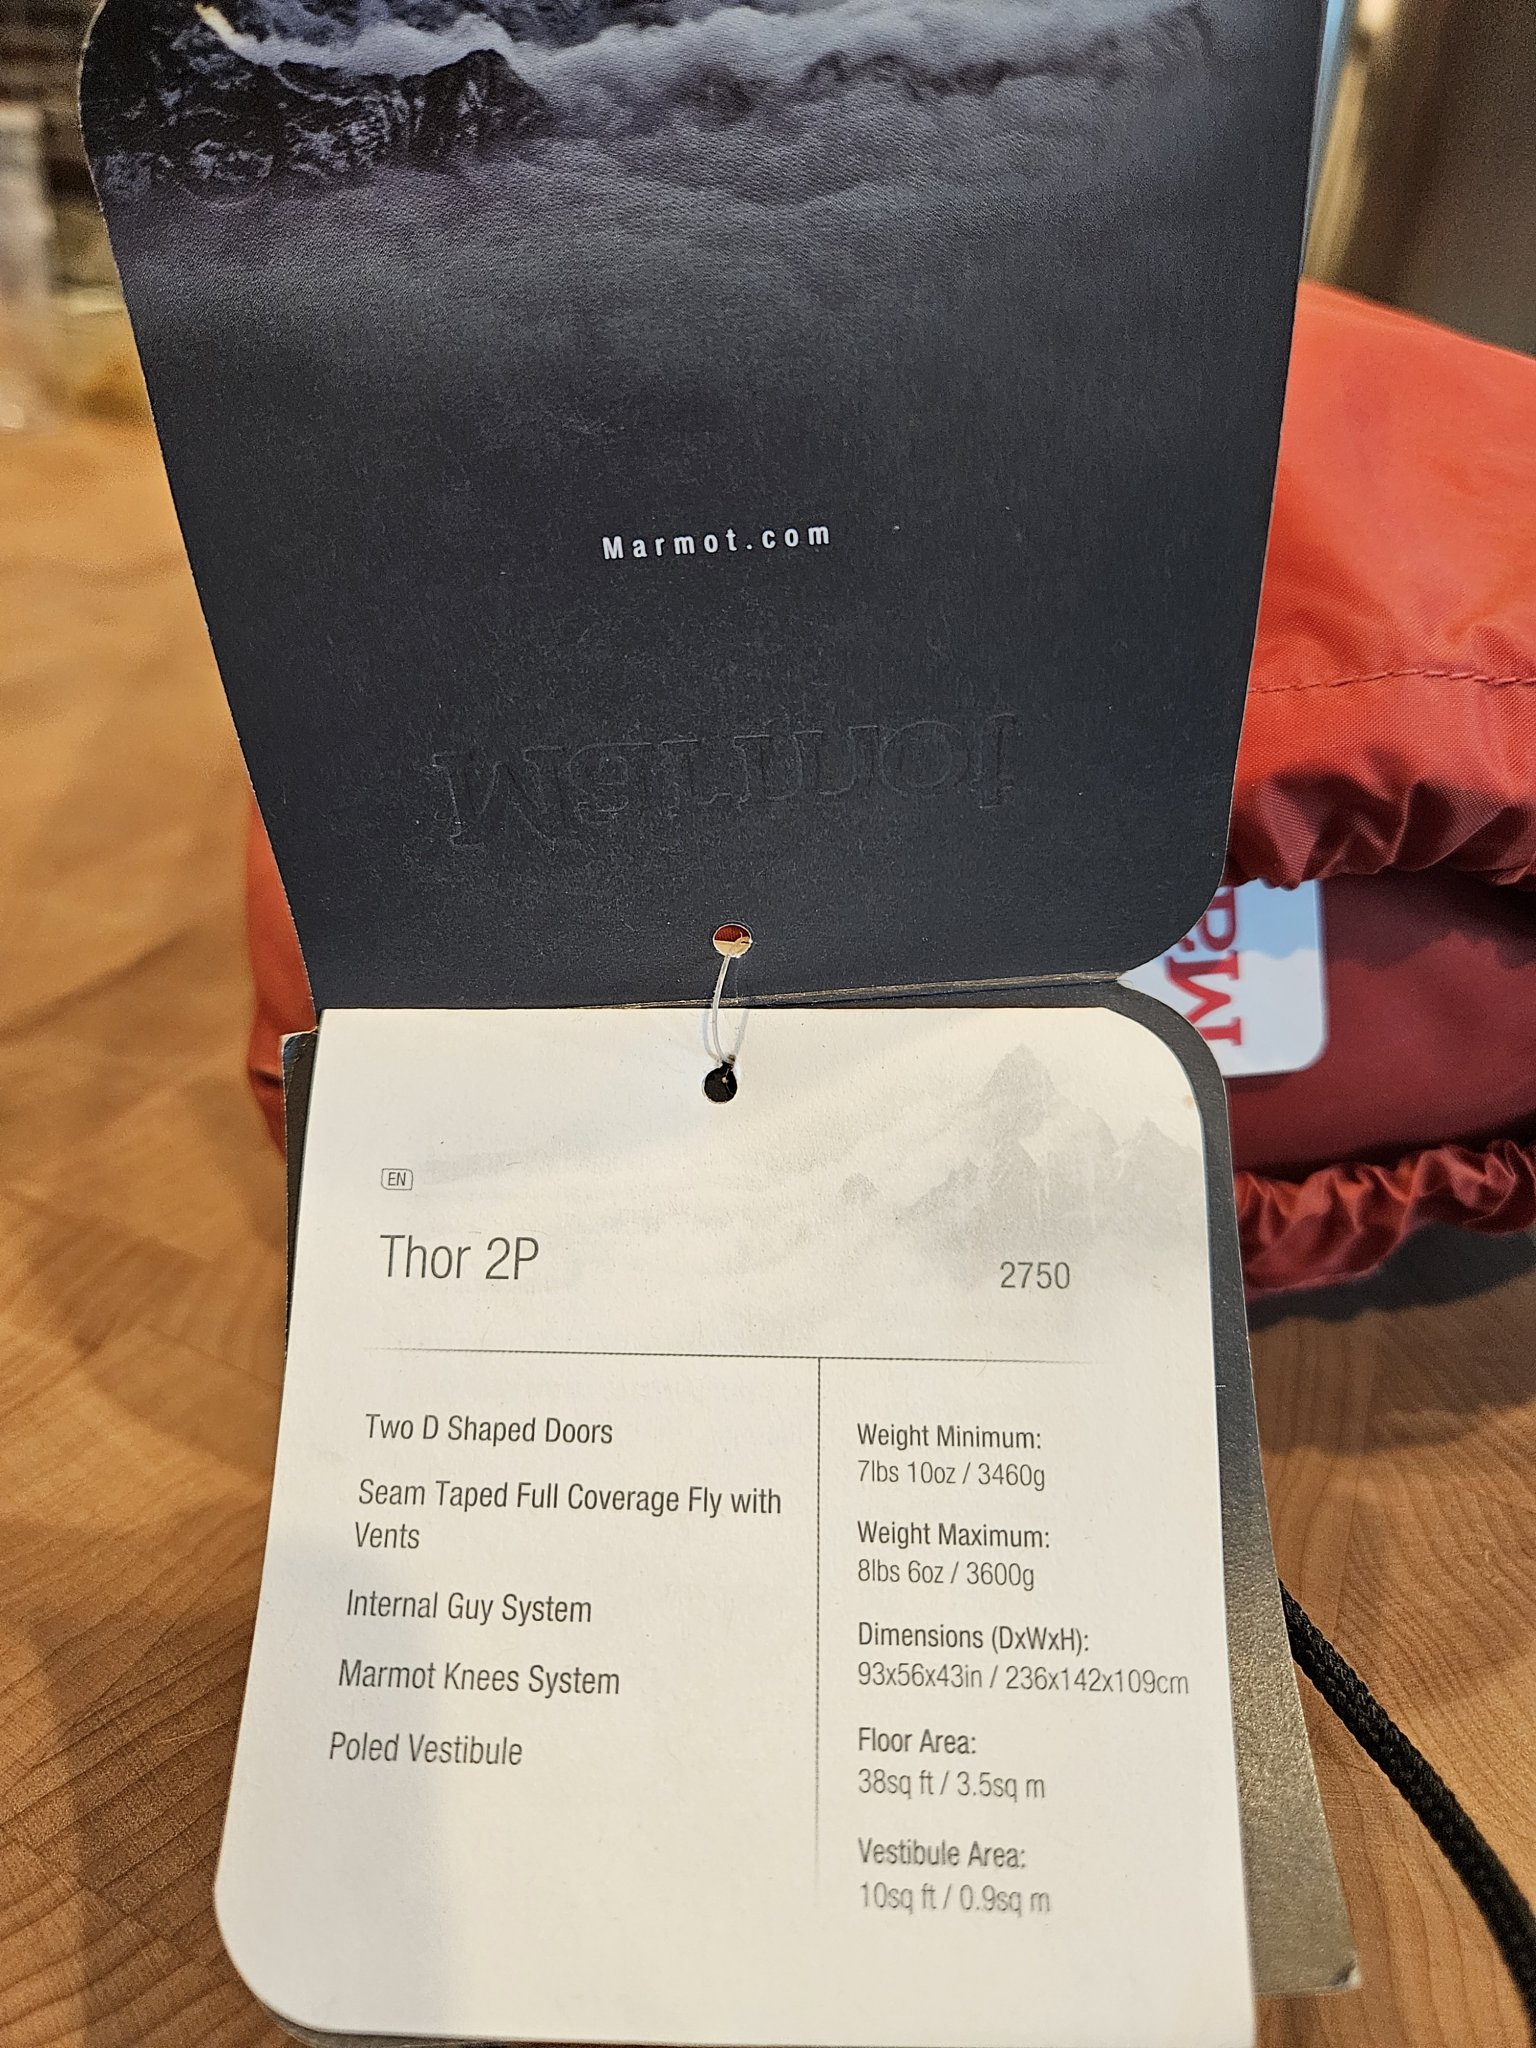 Marmot.com
Marmot
EN
Thor 2P
2750
Two D Shaped Doors
Seam Taped Full Coverage Fly with
Vents
Internal Guy System
Marmot Knees System
Poled Vestibule
Weight Minimum:
7lbs 10oz / 3460g
Weight Maximum:
8lbs 6oz / 3600g
Dimensions (DxWxH):
93x56x43in / 236x142x109cm
Floor Area:
38sq ft / 3.5sq m
Vestibule Area:
10sq ft / 0.9sq m